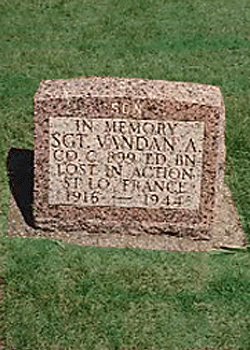 SON
IN MEMORY
SGT. VANDAN A.
CO. C. 899 TD. BN.
LOST IN ACTION
ST. LO, FRANCE
1916 — 1944